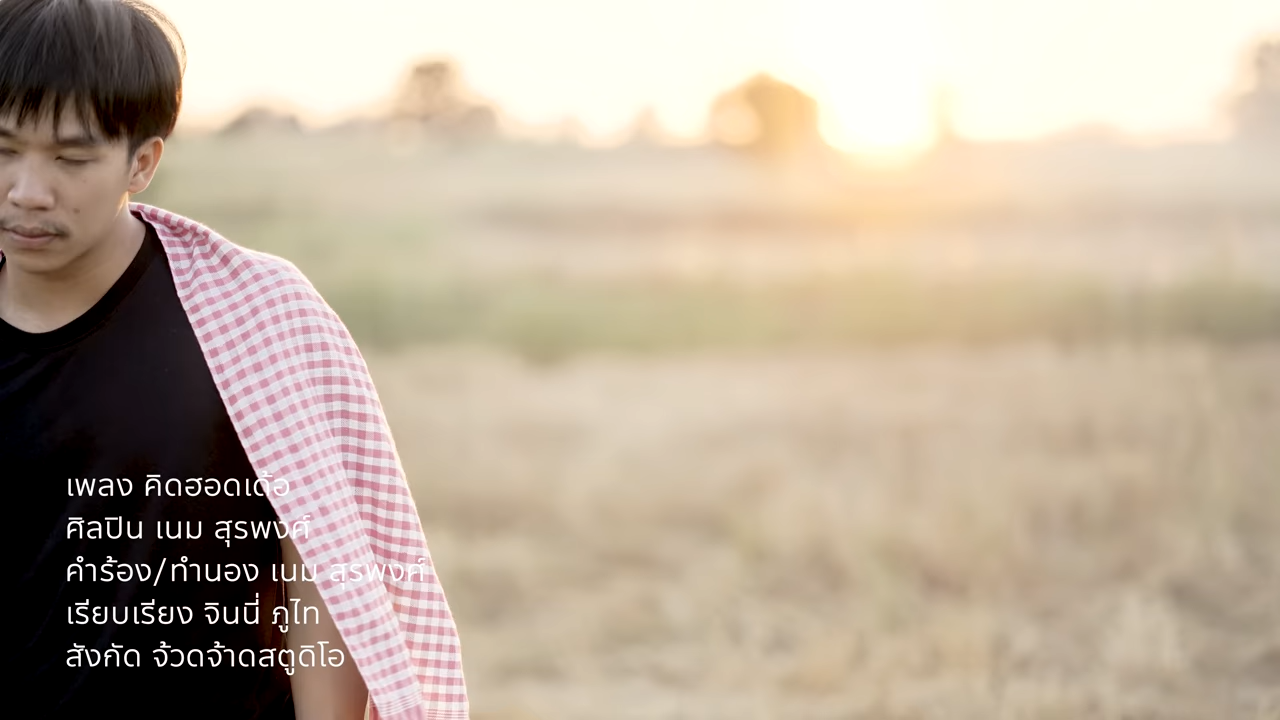 เพลง คิดฮอดเด้อ
ศิลปิน เนม สุรพงศ์
คำร้อง/ทำนอง เนม สุรพงศ์
เรียบเรียง จินนี่ ภูไท
สังกัด จ้วดจ้าดสตูดิโอ